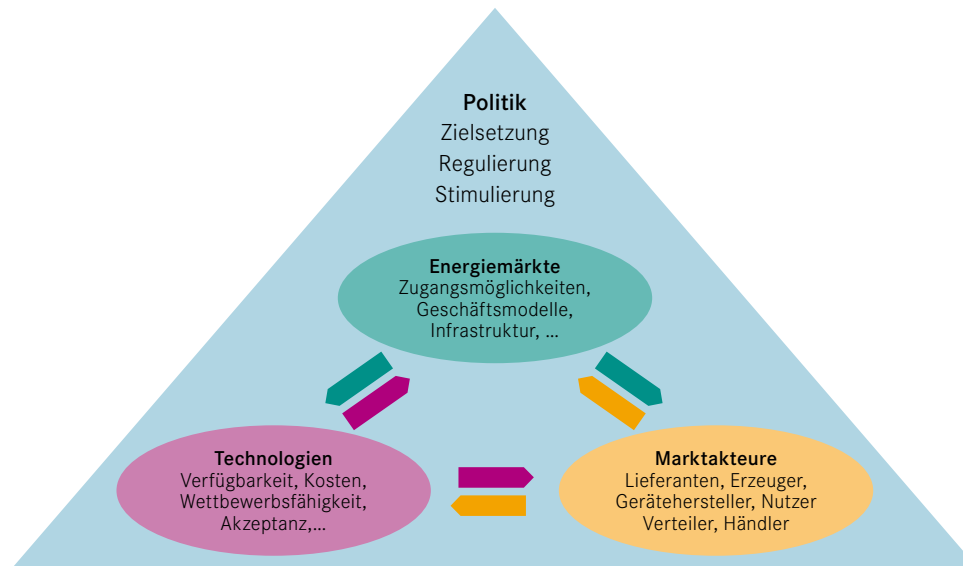 Politik
Zielsetzung
Regulierung
Stimulierung
Energiemärkte
Zugangsmöglichkeiten,
Geschäftsmodelle,
Infrastruktur, ...
Technologien
Verfügbarkeit, Kosten,
Wettbewerbsfähigkeit,
Akzeptanz,...
Marktakteure
Lieferanten, Erzeuger,
Gerätehersteller, Nutzer
Verteiler, Händler